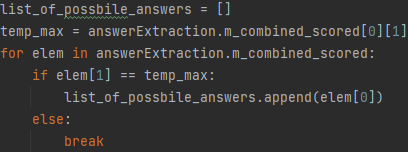 list_of_possbile_answers = []
temp_max = answerExtraction.m_combined_scored[0][1]
for elem in answerExtraction.m_combined_scored:
    if elem[1] == temp_max:
        list_of_possbile_answers.append(elem[0])
    else:
        break